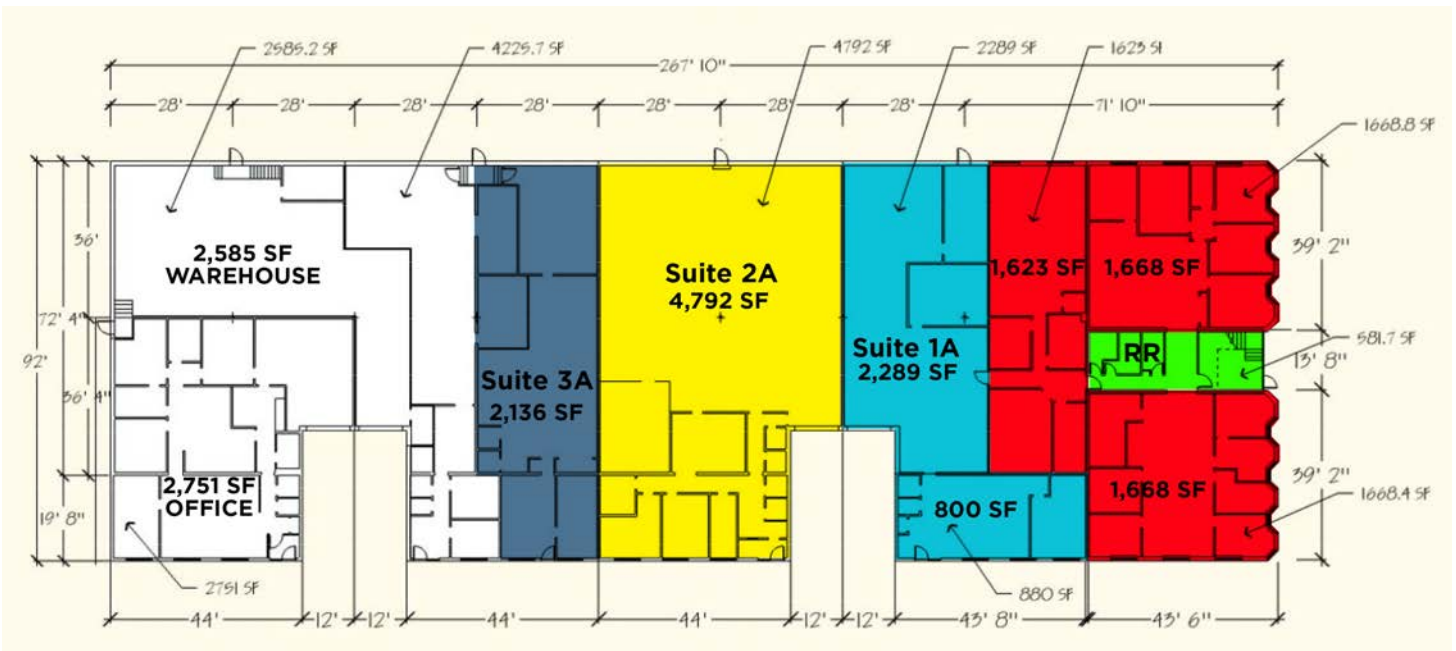 2585.2 SF
4225.7 SF
4792 SF
2289 SF
1623 SF
267' 10"
28'
28'
28'
28'
28'
28'
28'
71' 10"
1668.8 SF
36'
2,585 SF
WAREHOUSE
Suite 2A
4,792 SF
1,623 SF
1,668 SF
39' 2"
72' 4"
92'
36' 4"
Suite 3A
2,136 SF
Suite 1A
2,289 SF
RR
581.7 SF
13' 8"
19' 8"
2,751 SF
OFFICE
800 SF
1,668 SF
39' 2"
1668.4 SF
2751 SF
880 SF
44'
12'
12'
44'
44'
12'
12'
43' 8"
43' 6"